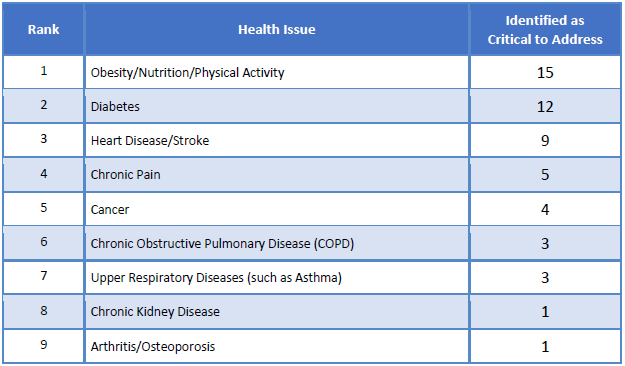 Rank Health Issue Identified as
Critical to Address
1 Obesity/Nutrition/Physical Activity 15
2 Diabetes 12
3 Heart Disease/Stroke 9
4 Chronic Pain 5
5 Cancer 4
6 Chronic Obstructive Pulmonary Disease (COPD) 3
7 Upper Respiratory Diseases (such as Asthma) 3
8 Chronic Kidney Disease 1
9 Arthritis/Osteoporosis 1